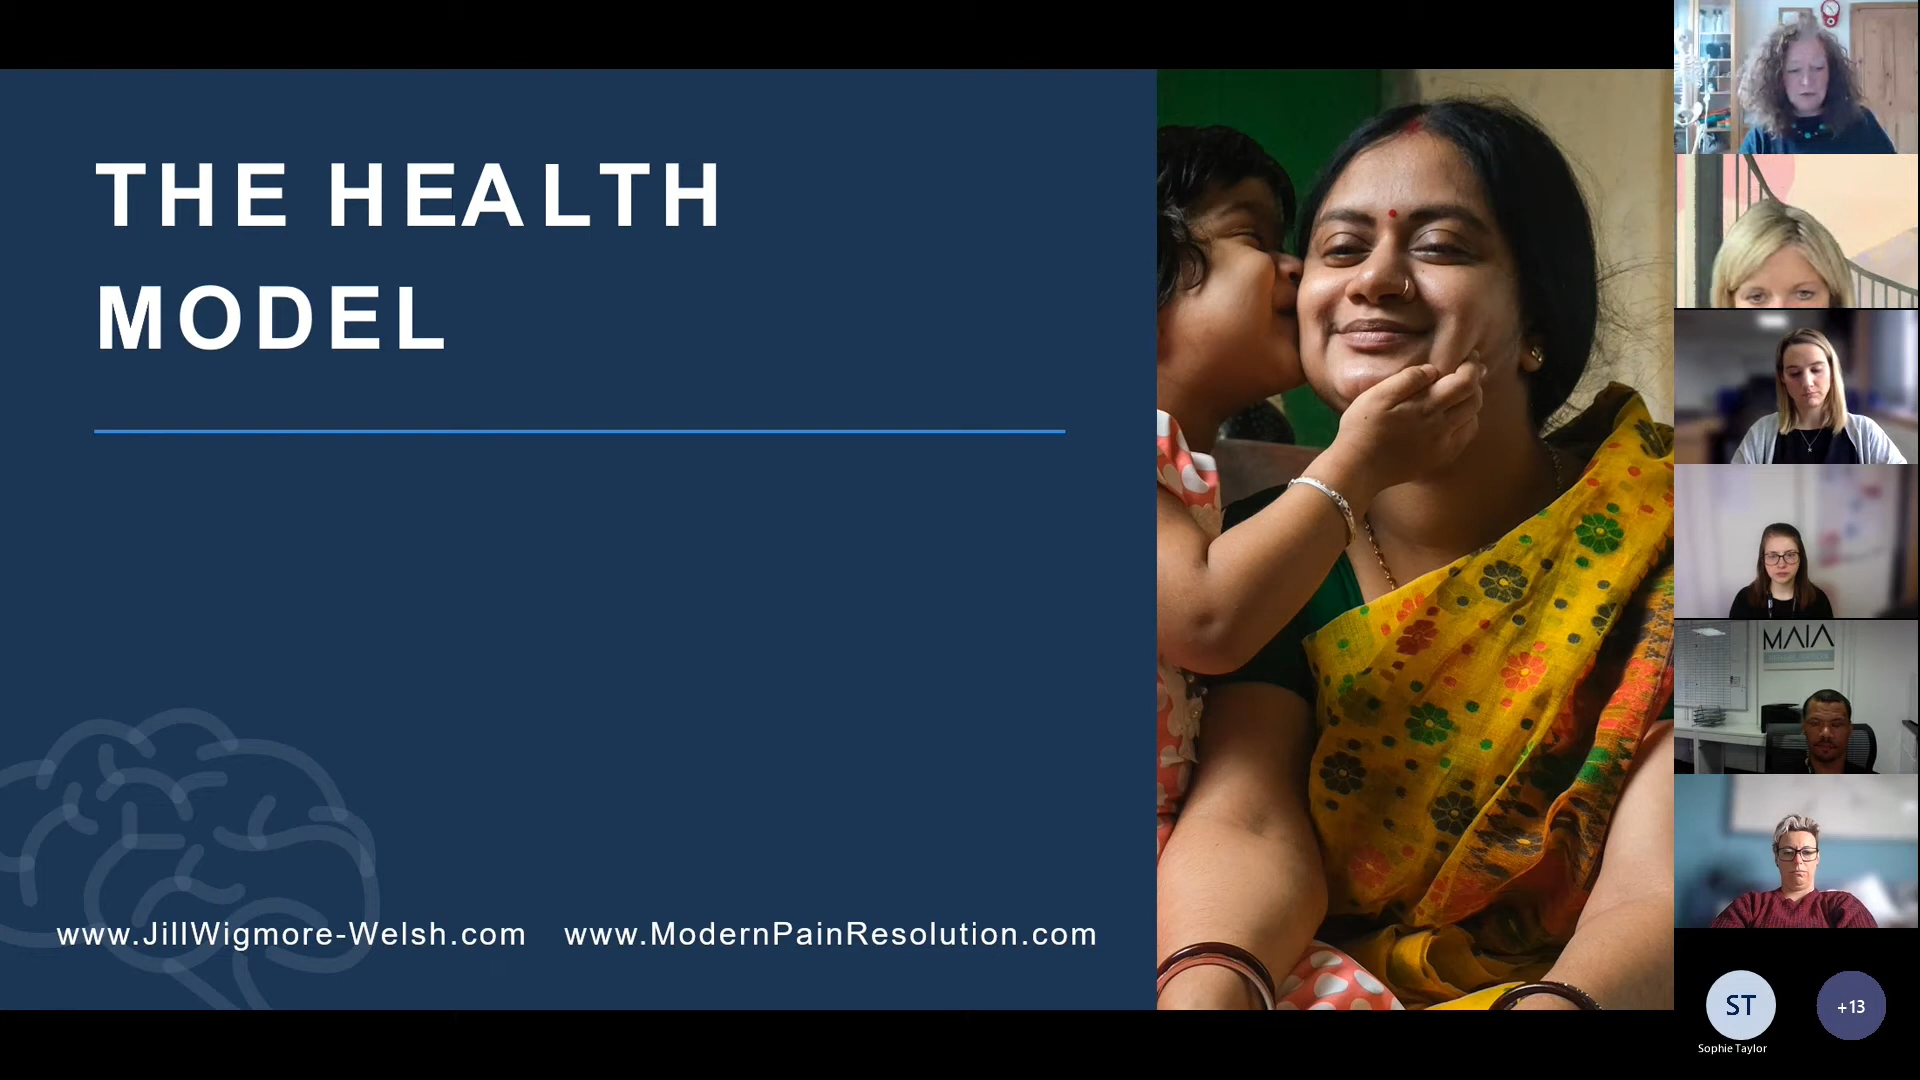 THE HEALTH
MODEL
www.JillWigmore-Welsh.com
www.ModernPainResolution.com
MAIA
ST
Sophie Taylor
+13